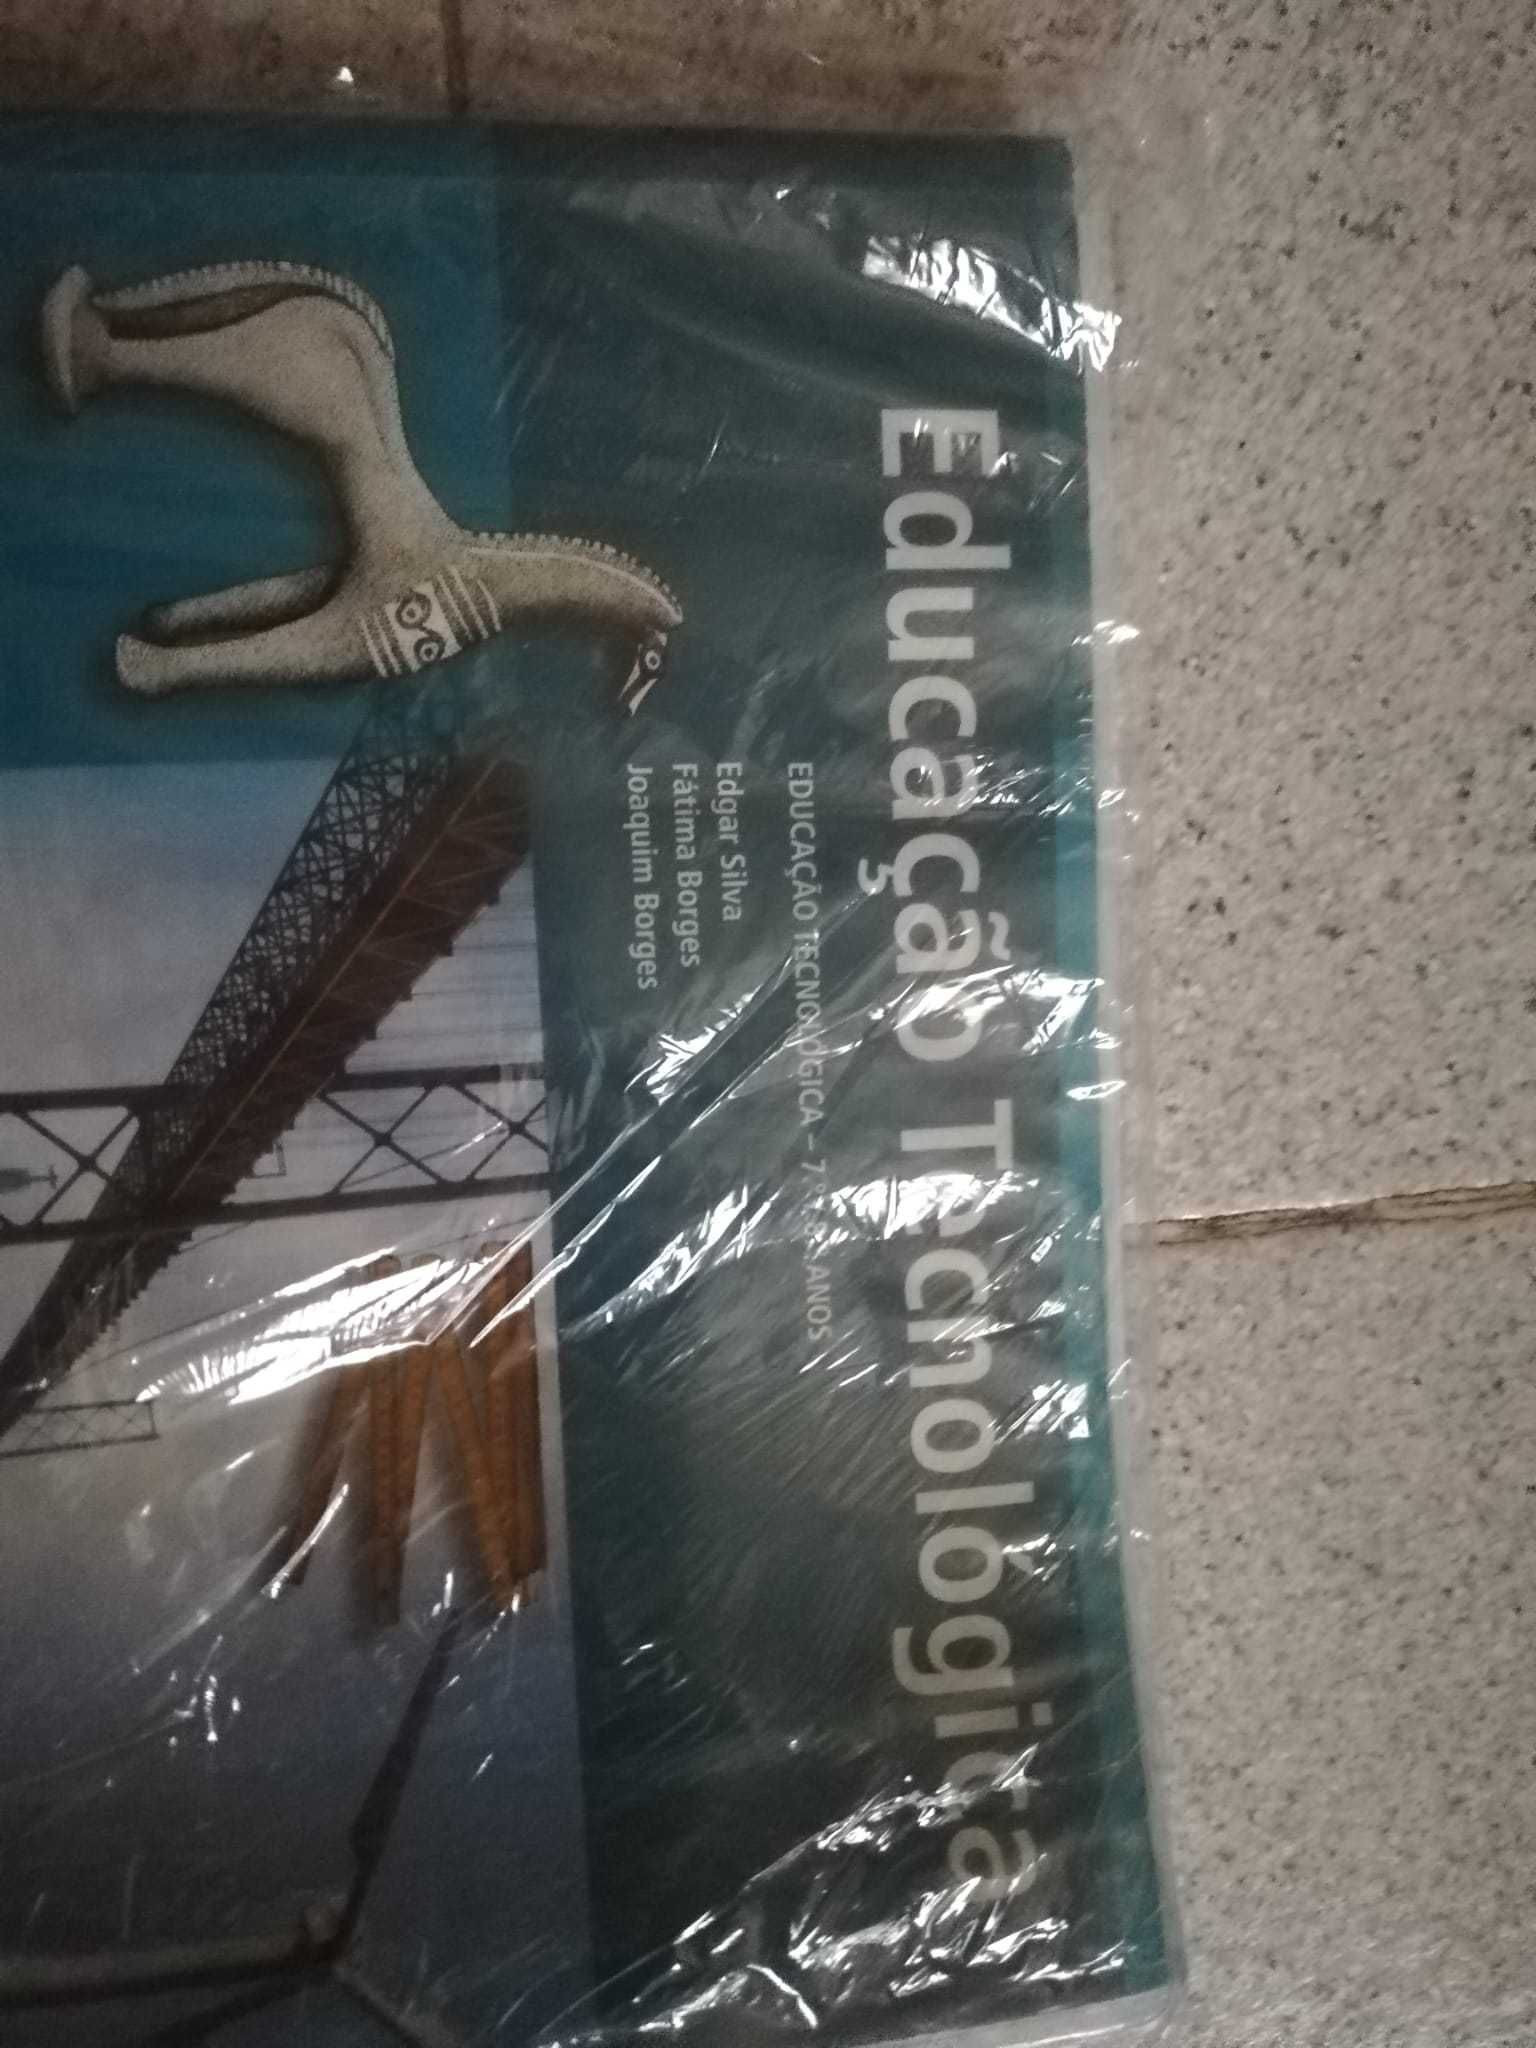 Educação Tecnológica
EDUCAÇÃO TECNOLÓGICA – 7.º/8.º ANOS
Edgar Silva
Fátima Borges
Joaquim Borges